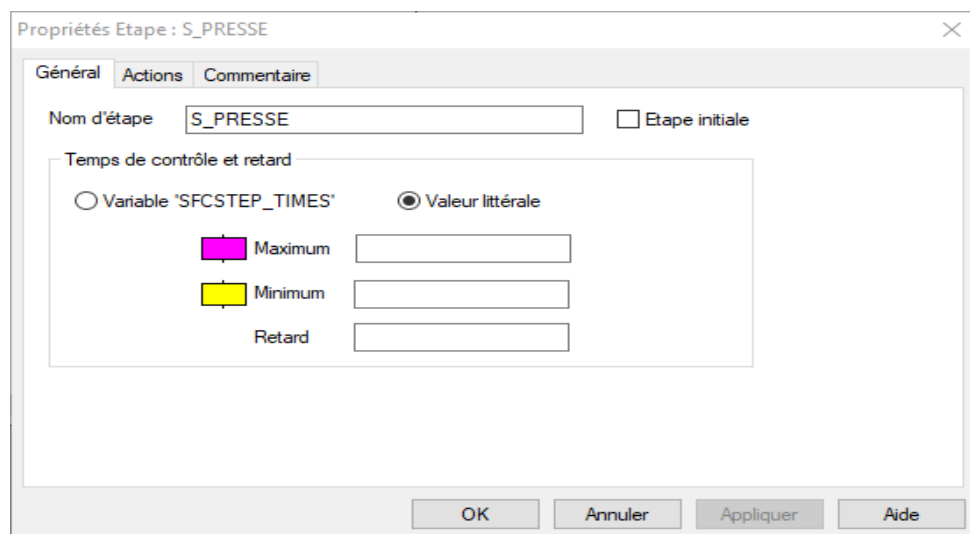 Propriétés Etape : S_PRESSE
Général Actions Commentaire
Nom d'étape S_PRESSE Etape initiale
Temps de contrôle et retard
Variable "SFCSTEP_TIMES" Valeur littérale
Maximum
Minimum
Retard
OK Annuler Appliquer Aide